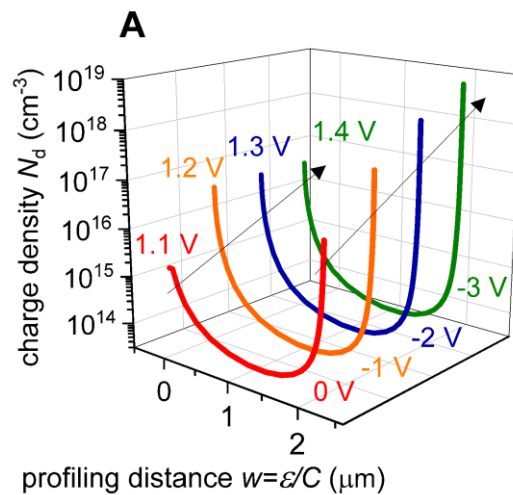 A
charge density N_d (cm⁻³)
10¹⁹
10¹⁸
10¹⁷
10¹⁶
10¹⁵
10¹⁴
1.1 V
1.2 V
1.3 V
1.4 V
0 V
-1 V
-2 V
-3 V
0
1
2
profiling distance w=ε/C (μm)